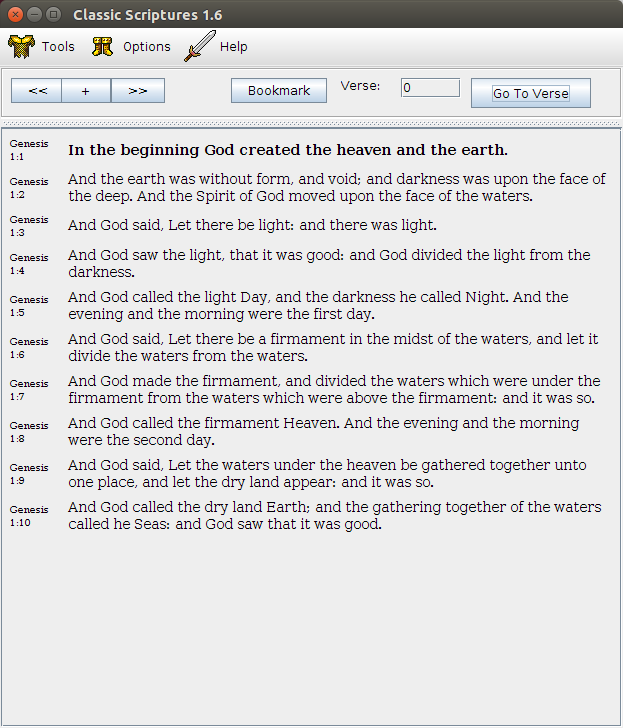 Classic Scriptures 1.6
Tools Options Help
<< + >> Bookmark Verse: 0 Go To Verse
Genesis 1:1 In the beginning God created the heaven and the earth.
Genesis And the earth was without form, and void; and darkness was upon the face of
1:2 the deep. And the Spirit of God moved upon the face of the waters.
Genesis 1:3 And God said, Let there be light: and there was light.
Genesis And God saw the light, that it was good: and God divided the light from the
1:4 darkness.
Genesis And God called the light Day, and the darkness he called Night. And the
1:5 evening and the morning were the first day.
Genesis And God said, Let there be a firmament in the midst of the waters, and let it
1:6 divide the waters from the waters.
Genesis And God made the firmament, and divided the waters which were under the
1:7 firmament from the waters which were above the firmament: and it was so.
Genesis And God called the firmament Heaven. And the evening and the morning
1:8 were the second day.
Genesis And God said, Let the waters under the heaven be gathered together unto
1:9 one place, and let the dry land appear: and it was so.
Genesis And God called the dry land Earth; and the gathering together of the waters
1:10 called he Seas: and God saw that it was good.